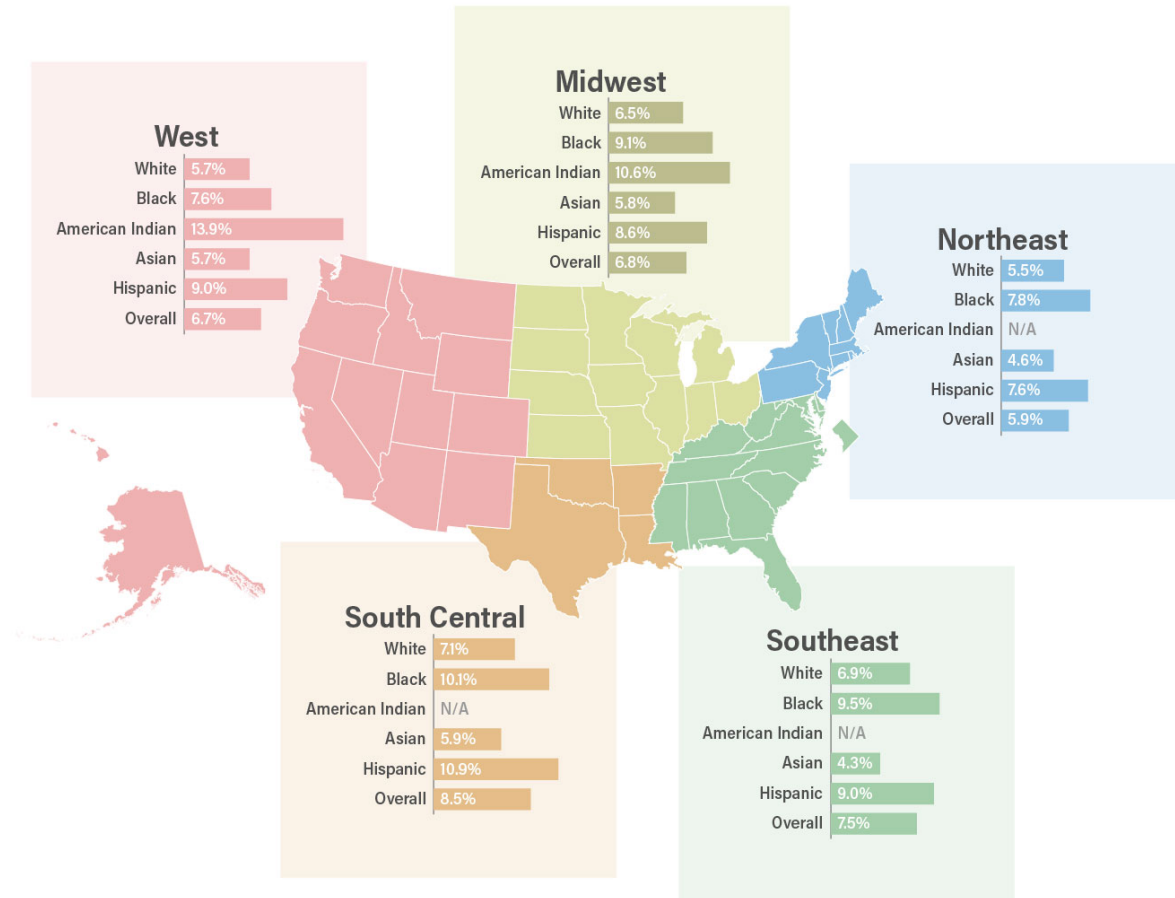 West
White 5.7%
Black 7.6%
American Indian 13.9%
Asian 5.7%
Hispanic 9.0%
Overall 6.7%
Midwest
White 6.5%
Black 9.1%
American Indian 10.6%
Asian 5.8%
Hispanic 8.6%
Overall 6.8%
Northeast
White 5.5%
Black 7.8%
American Indian N/A
Asian 4.6%
Hispanic 7.6%
Overall 5.9%
South Central
White 7.1%
Black 10.1%
American Indian N/A
Asian 5.9%
Hispanic 10.9%
Overall 8.5%
Southeast
White 6.9%
Black 9.5%
American Indian N/A
Asian 4.3%
Hispanic 9.0%
Overall 7.5%